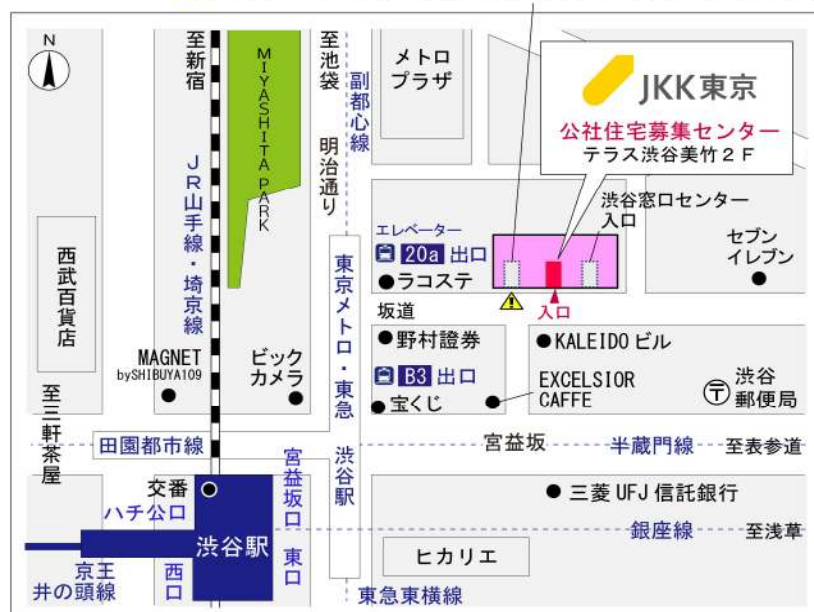 N
至新宿
MIYASHITA PARK
至池袋
明治通り
副都心線
メトロ
プラザ
JKK東京
公社住宅募集センター
テラス渋谷美竹2F
JR山手線・埼京線
渋谷窓口センター
入口
西武百貨店
エレベーター
20a 出口
ラコステ
セブン
イレブン
東京メトロ・東急 渋谷駅
坂道
入口
野村證券
KALEIDO ビル
MAGNET
bySHIBUYA109
ビック
カメラ
B3 出口
EXCELSIOR
CAFFE
渋谷
郵便局
宝くじ
至三軒茶屋
田園都市線
宮益坂
半蔵門線
至表参道
交番
ハチ公口
宮益坂口
三菱 UFJ 信託銀行
渋谷駅
銀座線
至浅草
東口
ヒカリエ
京王
井の頭線
西口
東急東横線